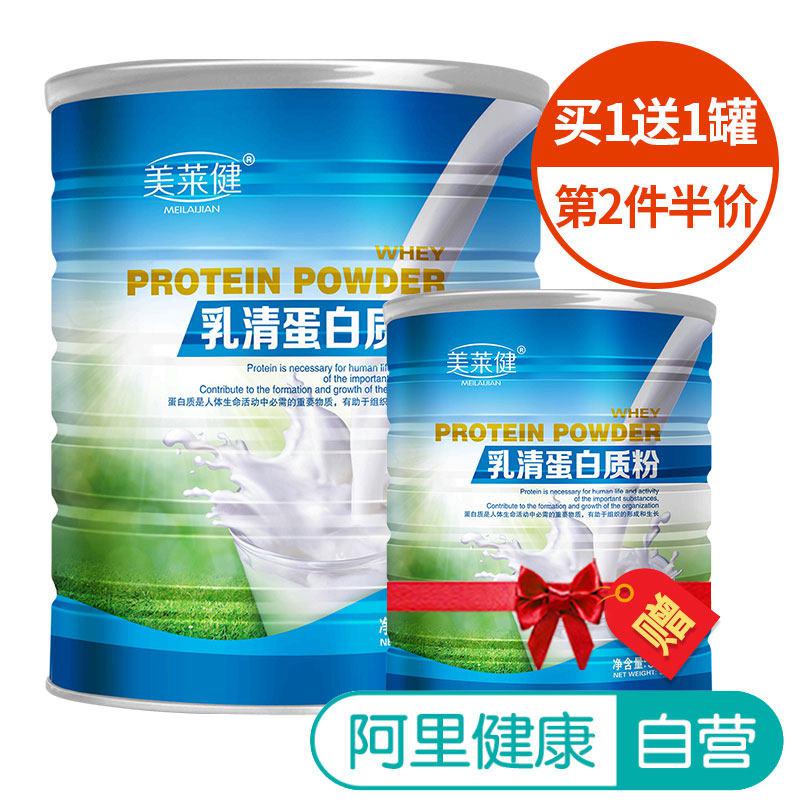 买1送1罐
第2件半价
美莱健®
MEILAIJIAN
WHEY
PROTEIN POWDER
乳清蛋白质
Protein is necessary for human
of the important
Contribute to the formation and growth of the
蛋白质是人体生命活动中必需的重要物质，有助于组织
美莱健®
MEILAIJIAN
WHEY
PROTEIN POWDER
乳清蛋白质粉
Protein is necessary for human life and activity
of the important substances,
Contribute to the formation and growth of the organization
蛋白质是人体生命活动中必需的重要物质，有助于组织的形成和生长
赠
净含量:
NET WEIGHT:
阿里健康 自营